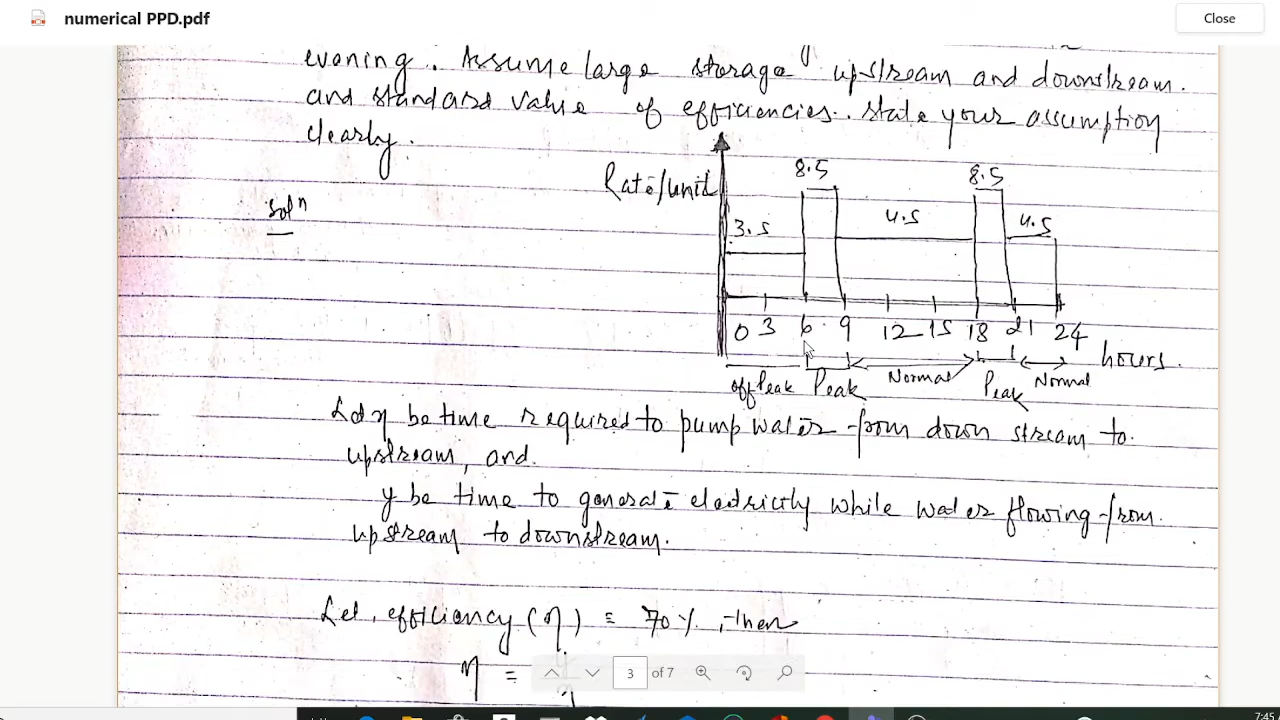 numerical PPD.pdf
Close
evening. Assume large storage upstream and downstream.
and standard value of efficiencies. state your assumption
clearly.
Solⁿ
Rate/unit
8.5
8.5
3.5
4.5
4.5
0 3 6 9 12 15 18 21 24
hours.
off Peak Peak Normal Peak Normal
Let x be time required to pump water from down stream to
upstream, and.
y be time to generate electricity while water flowing from
upstream to downstream.
Let, efficiency (η) = 70%, then
η =
3 of 7
7:45